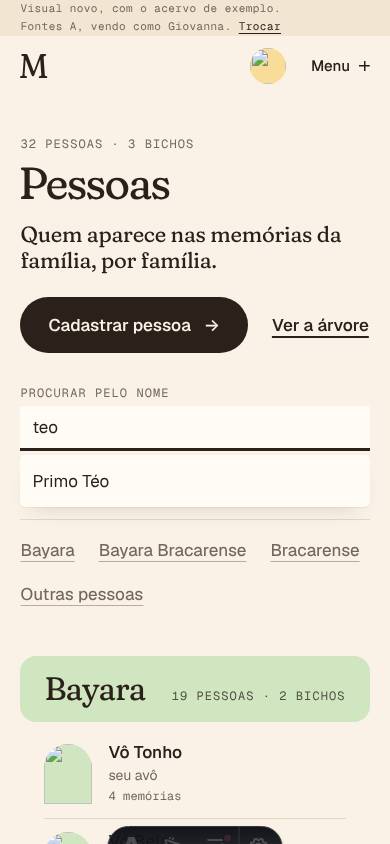 Visual novo, com o acervo de exemplo.
Fontes A, vendo como Giovanna. Trocar
M
Menu +
32 PESSOAS · 3 BICHOS
Pessoas
Quem aparece nas memórias da
família, por família.
Cadastrar pessoa →
Ver a árvore
PROCURAR PELO NOME
teo
Primo Téo
Bayara
Bayara Bracarense
Bracarense
Outras pessoas
Bayara
19 PESSOAS · 2 BICHOS
Vô Tonho
seu avô
4 memórias